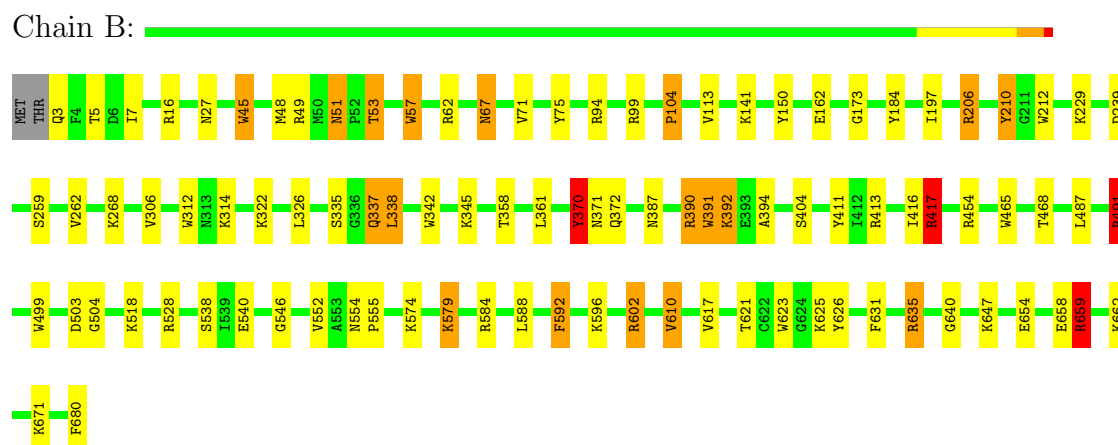 Chain B:
MET THR Q3 F4 T5 D6 I7 R16 N27 W45 M48 R49 M50 N51 P52 T53 W57 R62 N67 V71 Y75 R94 R99 P104 V113 K141 Y150 E162 G173 Y184 I197 R206 Y210 G211 W212 K229
S259 V262 K268 V306 W312 N313 K314 K322 L326 S335 G336 Q337 L338 W342 K345 T358 L361 Y370 N371 Q372 N387 R390 W391 K392 E393 A394 S404 Y411 I412 R413 I416 R417 R454 W465 T468 L487
W499 D503 G504 K518 R528 S538 I539 E540 G546 V552 A553 N554 P555 K574 K579 R584 L588 F592 K596 R602 V610 V617 T621 C622 W623 G624 K625 Y626 F631 R635 G640 K647 E654 E658 R659
K671 F680